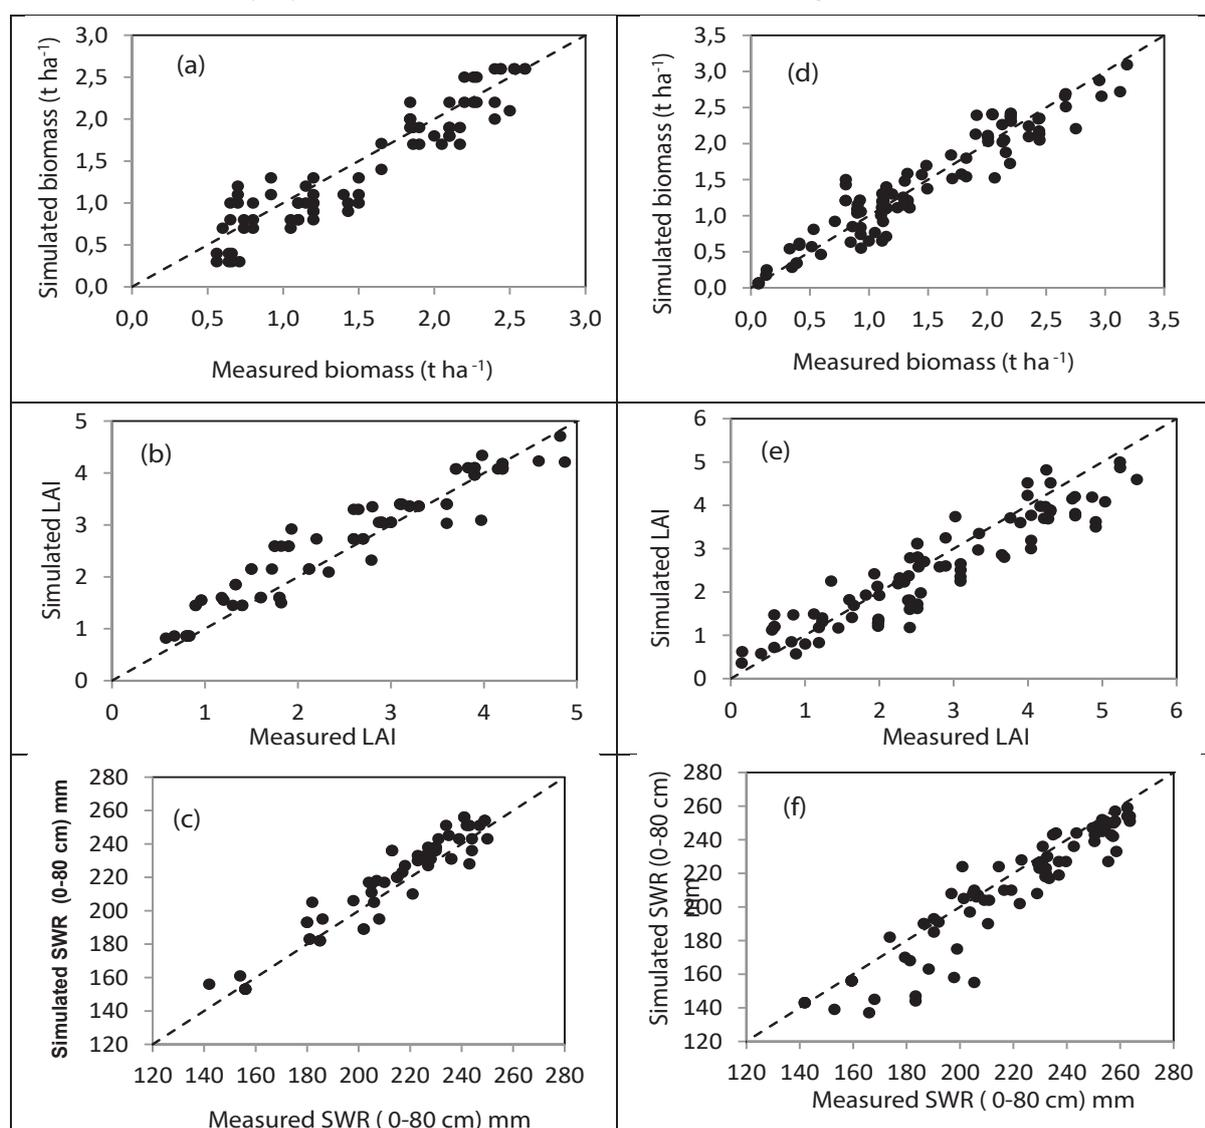 (a)
Simulated biomass (t ha-1)
3,0
2,5
2,0
1,5
1,0
0,5
0,0
0,0 0,5 1,0 1,5 2,0 2,5 3,0
Measured biomass (t ha-1)
(d)
Simulated biomass (t ha-1)
3,5
3,0
2,5
2,0
1,5
1,0
0,5
0,0
0,0 0,5 1,0 1,5 2,0 2,5 3,0 3,5
Measured biomass (t ha-1)
(b)
Simulated LAI
5
4
3
2
1
0
0 1 2 3 4 5
Measured LAI
(e)
Simulated LAI
6
5
4
3
2
1
0
0 1 2 3 4 5 6
Measured LAI
(c)
Simulated SWR (0-80 cm) mm
280
260
240
220
200
180
160
140
120
120 140 160 180 200 220 240 260 280
Measured SWR ( 0-80 cm) mm
(f)
Simulated SWR (0-80 cm)
mm
280
260
240
220
200
180
160
140
120
120 140 160 180 200 220 240 260 280
Measured SWR ( 0-80 cm) mm